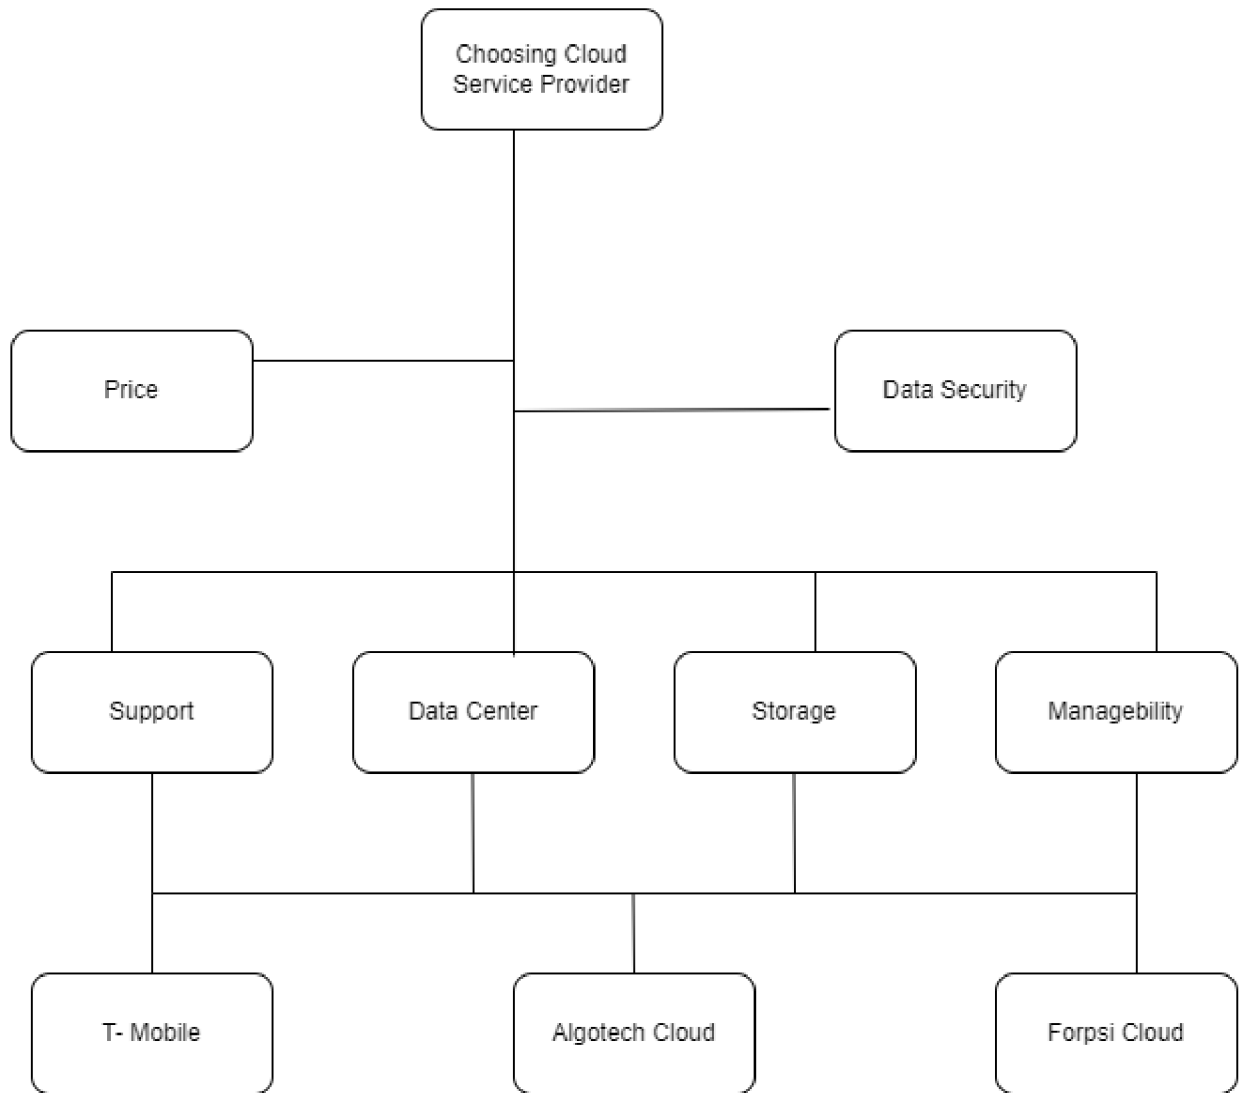 Choosing Cloud
Service Provider
Price
Data Security
Support
Data Center
Storage
Managebility
T- Mobile
Algotech Cloud
Forpsi Cloud